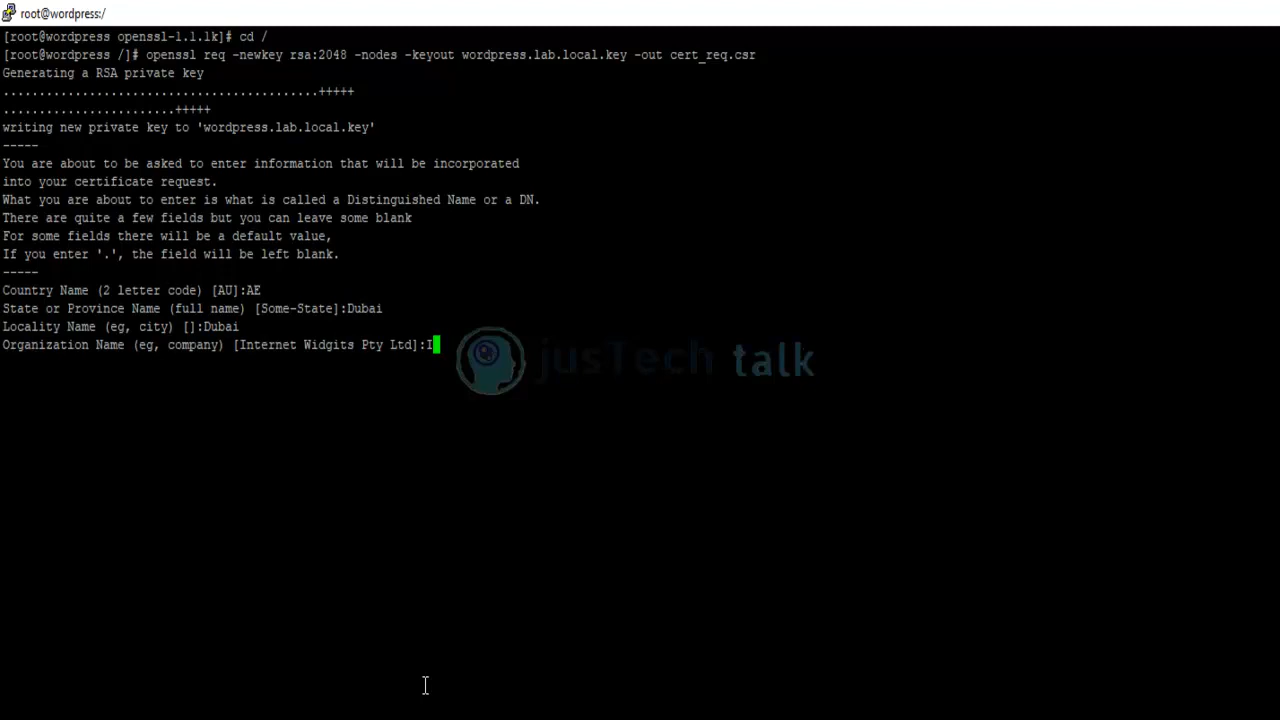 root@wordpress:/
[root@wordpress openssl-1.1.1k]# cd /
[root@wordpress /]# openssl req -newkey rsa:2048 -nodes -keyout wordpress.lab.local.key -out cert_req.csr
Generating a RSA private key
............................................+++++
........................+++++
writing new private key to 'wordpress.lab.local.key'
-----
You are about to be asked to enter information that will be incorporated
into your certificate request.
What you are about to enter is what is called a Distinguished Name or a DN.
There are quite a few fields but you can leave some blank
For some fields there will be a default value,
If you enter '.', the field will be left blank.
-----
Country Name (2 letter code) [AU]:AE
State or Province Name (full name) [Some-State]:Dubai
Locality Name (eg, city) []:Dubai
Organization Name (eg, company) [Internet Widgits Pty Ltd]:I
jusTech talk